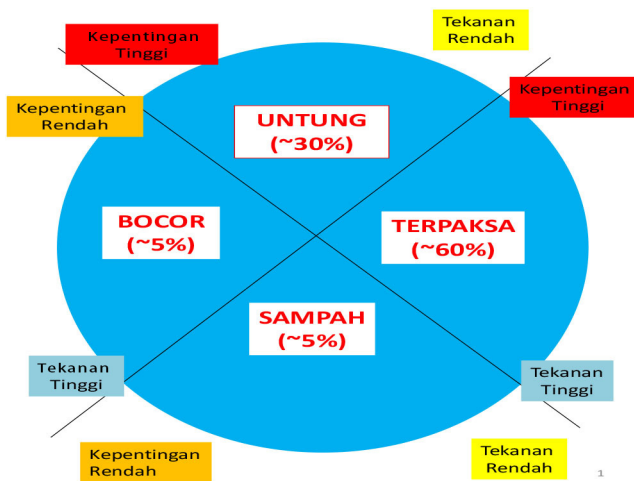 Kepentingan
Tinggi
Tekanan
Rendah
Kepentingan
Rendah
Kepentingan
Tinggi
UNTUNG
(~30%)
BOCOR
(~5%)
TERPAKSA
(~60%)
SAMPAH
(~5%)
Tekanan
Tinggi
Tekanan
Tinggi
Kepentingan
Rendah
Tekanan
Rendah
1